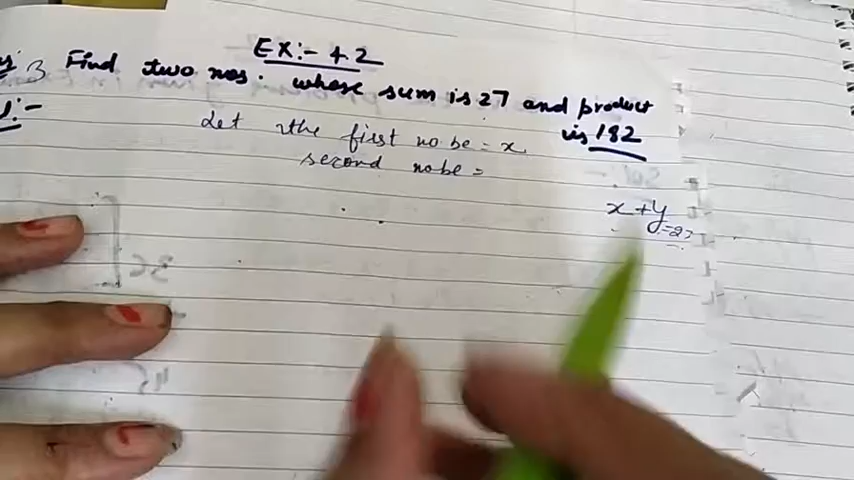 Ex:- 4.2
3 Find two nos. whose sum is 27 and product is 182
Let the first no be = x
second no be =
x + y
= 27